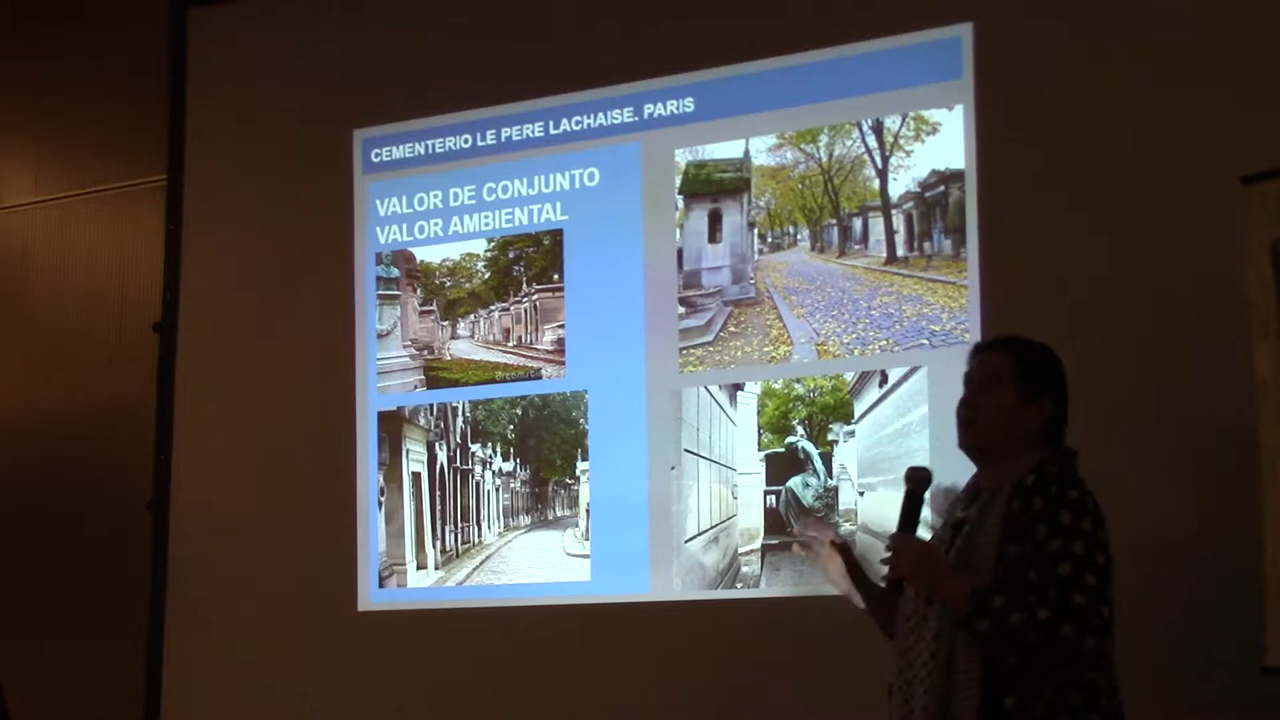 CEMENTERIO LE PERE LACHAISE. PARIS
VALOR DE CONJUNTO
VALOR AMBIENTAL